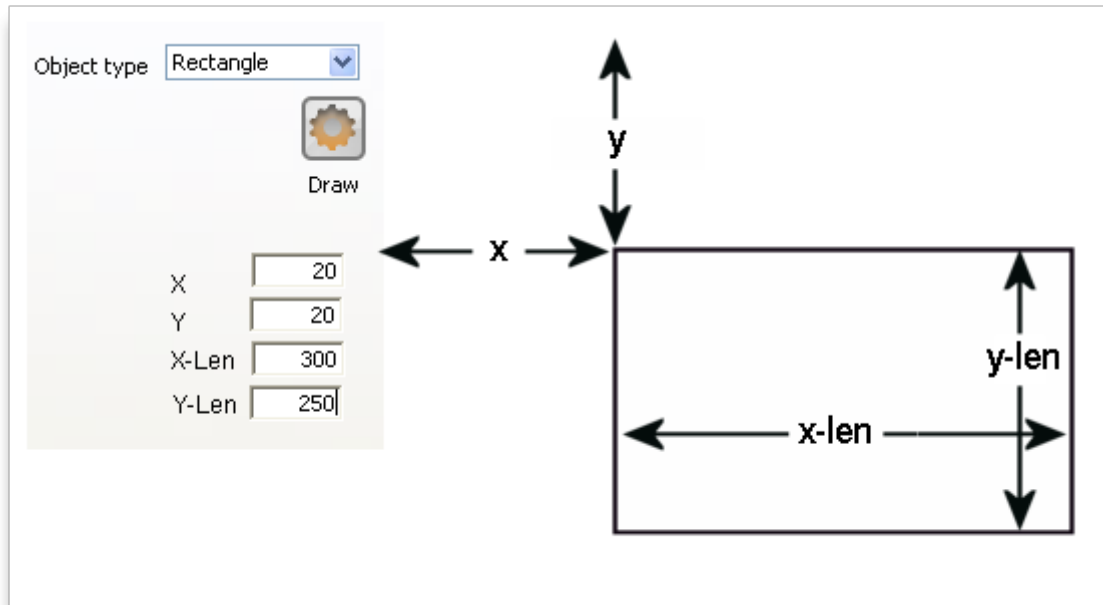 Object type Rectangle
Draw
X 20
Y 20
X-Len 300
Y-Len 250
y
x
y-len
x-len